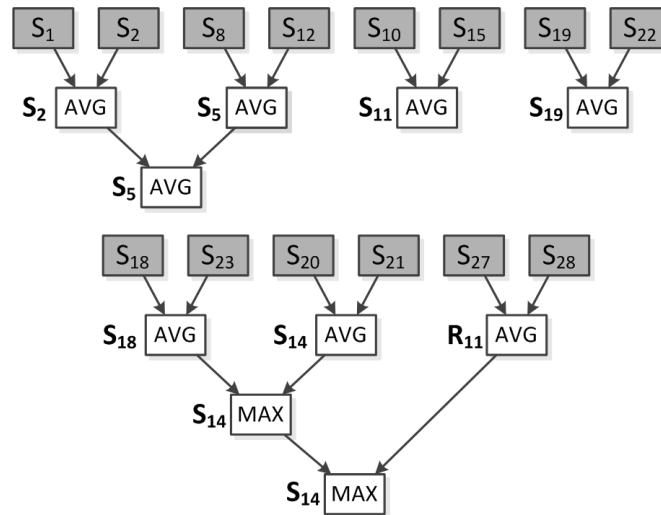 S₁ S₂ S₈ S₁₂ S₁₀ S₁₅ S₁₉ S₂₂
S₂ AVG S₅ AVG S₁₁ AVG S₁₉ AVG
S₅ AVG
S₁₈ S₂₃ S₂₀ S₂₁ S₂₇ S₂₈
S₁₈ AVG S₁₄ AVG R₁₁ AVG
S₁₄ MAX
S₁₄ MAX